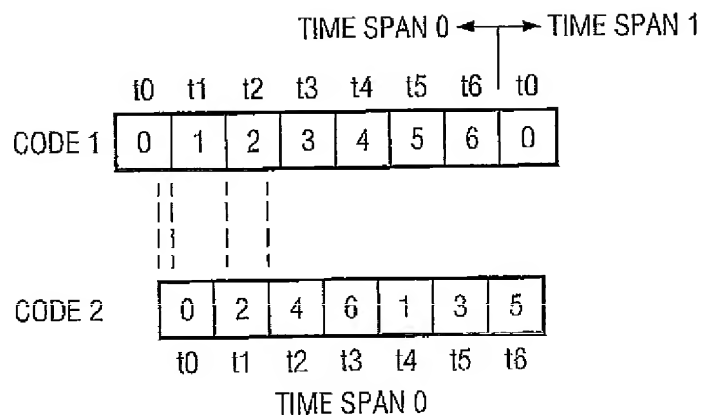 TIME SPAN 0 TIME SPAN 1
t0 t1 t2 t3 t4 t5 t6 t0
CODE 1 0 1 2 3 4 5 6 0
CODE 2 0 2 4 6 1 3 5
t0 t1 t2 t3 t4 t5 t6
TIME SPAN 0